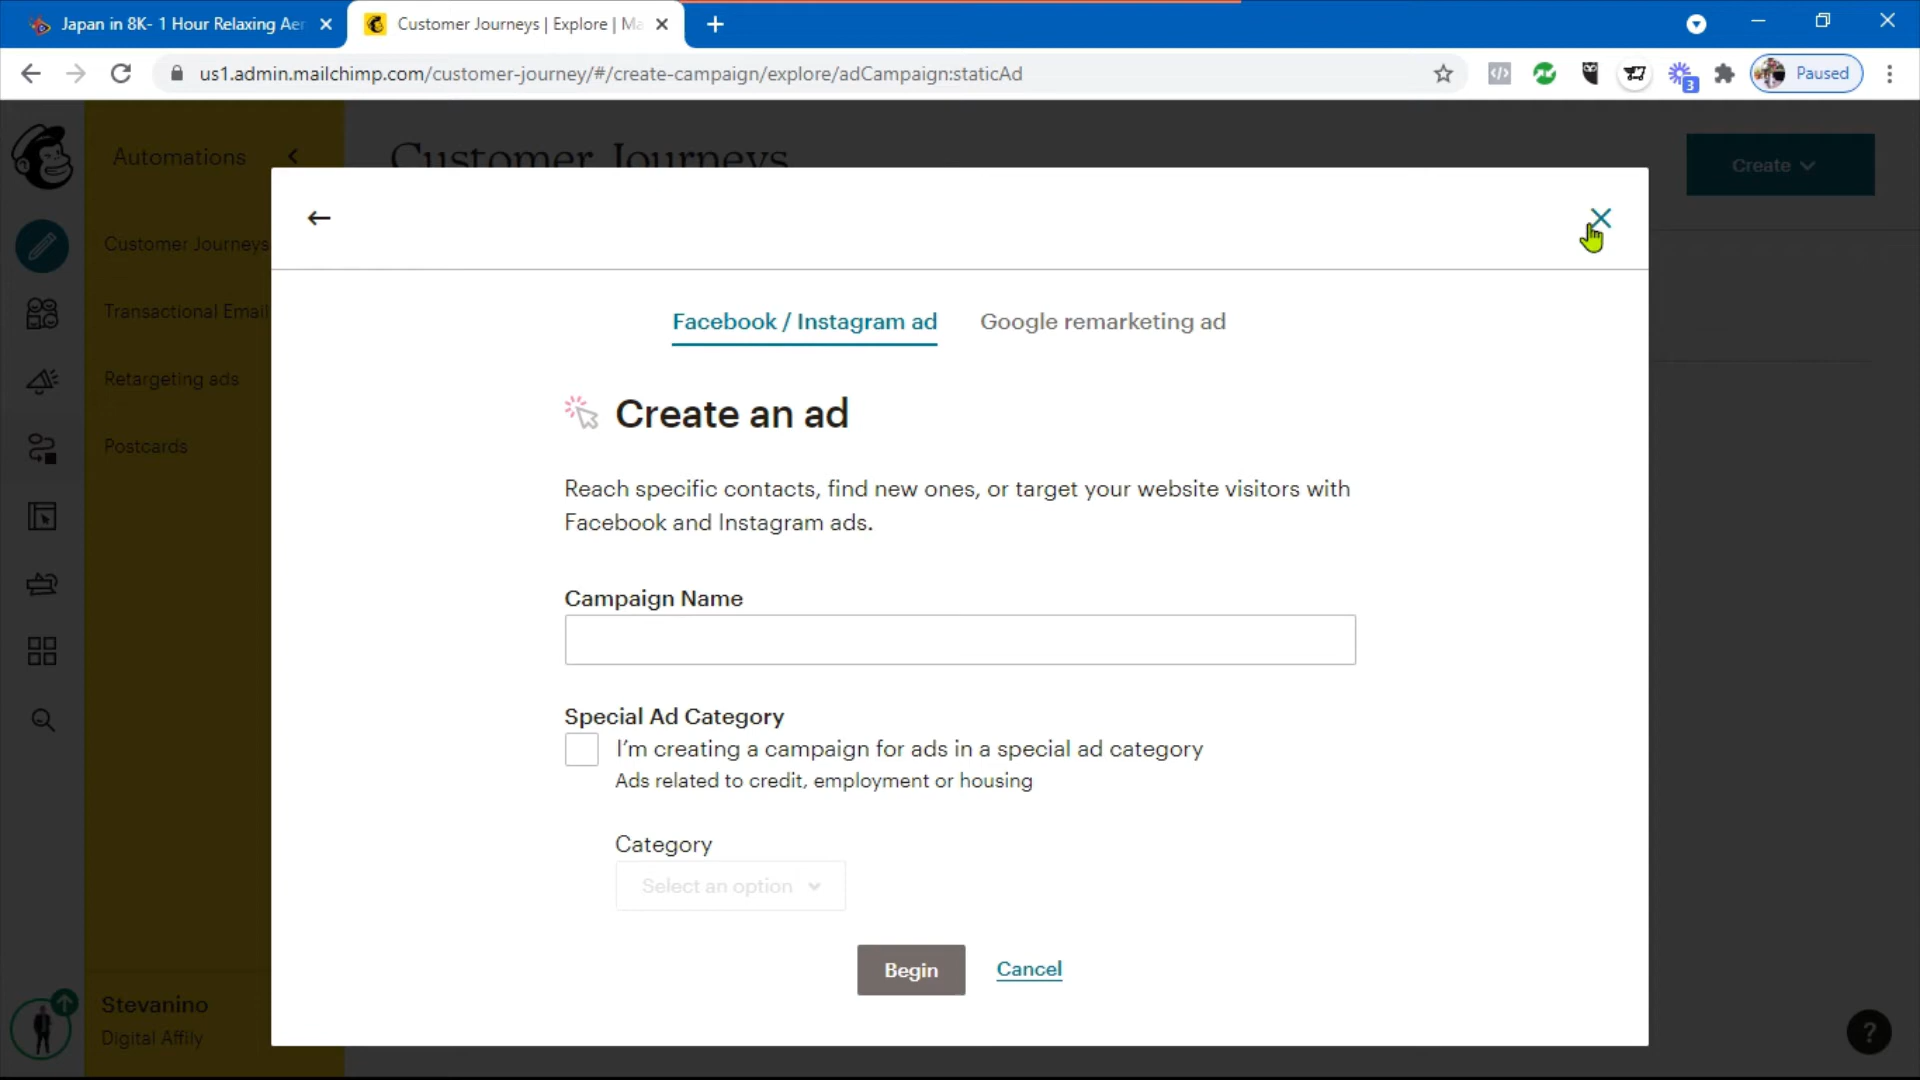 Japan in 8K- 1 Hour Relaxing Aer
Customer Journeys | Explore | Ma
us1.admin.mailchimp.com/customer-journey/#/create-campaign/explore/adCampaign:staticAd
3
Paused
Automations
Customer Journeys
Create
Customer Journeys
Transactional Email
Retargeting ads
Postcards
Facebook / Instagram ad
Google remarketing ad
Create an ad
Reach specific contacts, find new ones, or target your website visitors with
Facebook and Instagram ads.
Campaign Name
Special Ad Category
I'm creating a campaign for ads in a special ad category
Ads related to credit, employment or housing
Category
Select an option
Begin
Cancel
Stevanino
Digital Affily
?